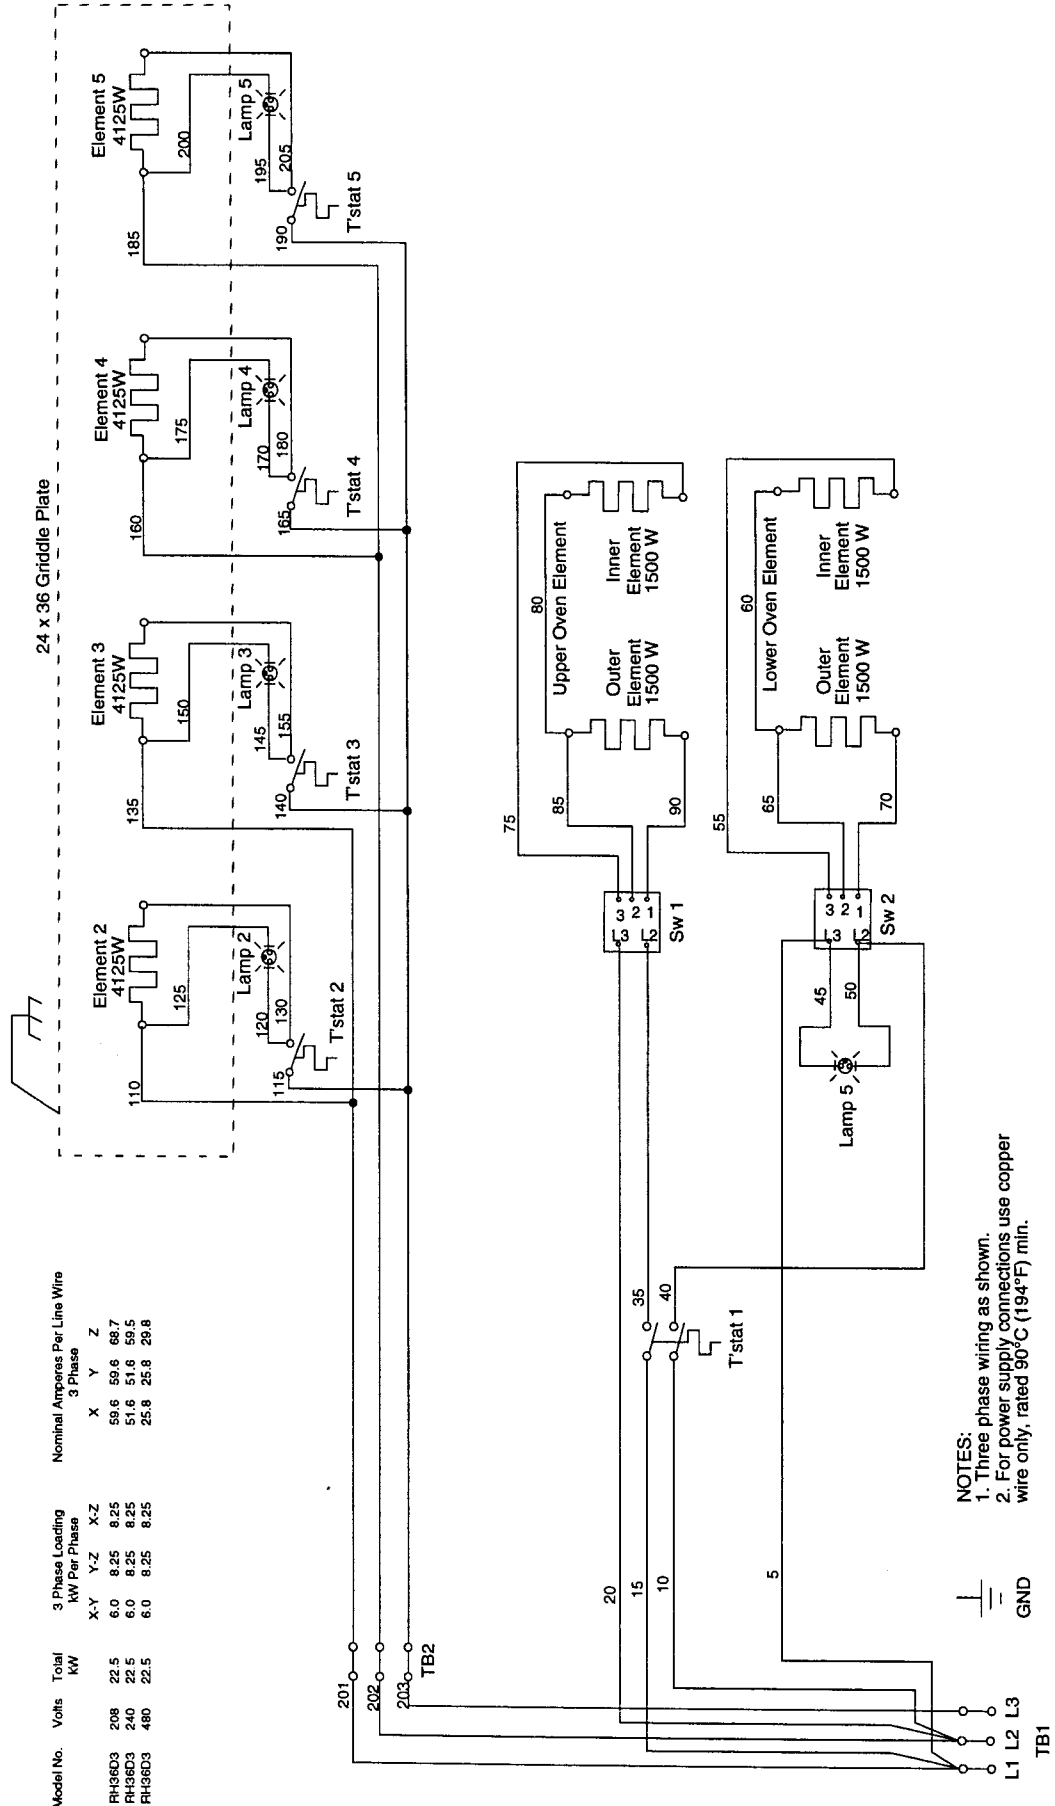 Model No. Volts Total kW 3 Phase Loading kW Per Phase Nominal Amperes Per Line Wire 3 Phase
X-Y Y-Z X-Z X Y Z
RH36D3 208 22.5 6.0 8.25 8.25 59.6 59.6 68.7
RH36D3 240 22.5 6.0 8.25 8.25 51.6 51.6 59.5
RH36D3 480 22.5 6.0 8.25 8.25 25.8 25.8 29.8
24 x 36 Griddle Plate
Element 2
4125W
Element 3
4125W
Element 4
4125W
Element 5
4125W
110
125
135
150
160
175
185
200
Lamp 2
Lamp 3
Lamp 4
Lamp 5
120
130
145
155
170
180
195
205
115
140
165
190
T'stat 2
T'stat 3
T'stat 4
T'stat 5
201
202
203
TB2
75
80
Upper Oven Element
85
90
Outer
Element
1500 W
Inner
Element
1500 W
3 2 1
L3 L2
Sw 1
20
15
10
35
40
T'stat 1
55
60
Lower Oven Element
65
70
Outer
Element
1500 W
Inner
Element
1500 W
3 2 1
L3 L2
Sw 2
45
50
Lamp 5
5
L1 L2 L3
TB1
GND
NOTES:
1. Three phase wiring as shown.
2. For power supply connections use copper
wire only, rated 90°C (194°F) min.